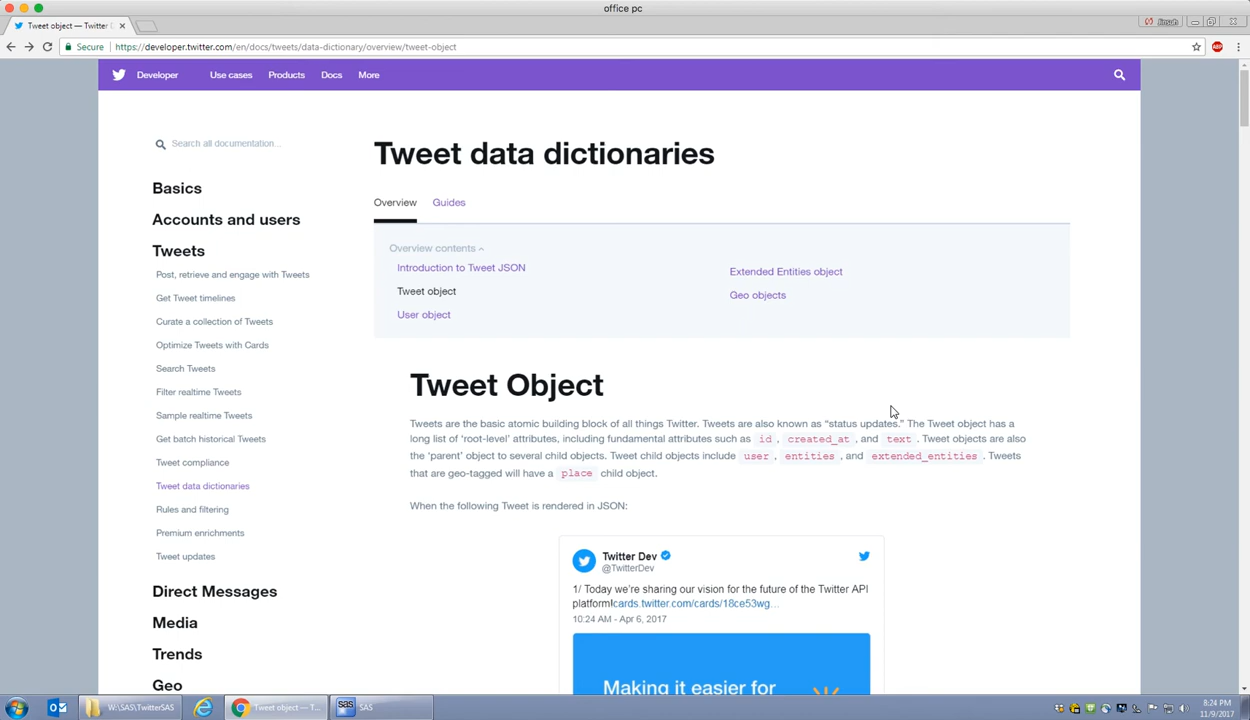 office pc
Tweet object — Twitter D
Jinsuh
Secure
https://developer.twitter.com/en/docs/tweets/data-dictionary/overview/tweet-object
ABP
Developer Use cases Products Docs More
Search all documentation...
Basics
Accounts and users
Tweets
Post, retrieve and engage with Tweets
Get Tweet timelines
Curate a collection of Tweets
Optimize Tweets with Cards
Search Tweets
Filter realtime Tweets
Sample realtime Tweets
Get batch historical Tweets
Tweet compliance
Tweet data dictionaries
Rules and filtering
Premium enrichments
Tweet updates
Direct Messages
Media
Trends
Geo
Tweet data dictionaries
Overview Guides
Overview contents
Introduction to Tweet JSON
Tweet object
User object
Extended Entities object
Geo objects
Tweet Object
Tweets are the basic atomic building block of all things Twitter. Tweets are also known as “status updates.” The Tweet object has a
long list of ‘root-level’ attributes, including fundamental attributes such as id , created_at , and text . Tweet objects are also
the ‘parent’ object to several child objects. Tweet child objects include user , entities , and extended_entities . Tweets
that are geo-tagged will have a place child object.
When the following Tweet is rendered in JSON:
Twitter Dev
@TwitterDev
1/ Today we’re sharing our vision for the future of the Twitter API
platform!cards.twitter.com/cards/18ce53wg...
10:24 AM - Apr 6, 2017
Making it easier for
W:\SAS\TwitterSAS
Tweet object — T...
sas
SAS
8:24 PM
11/9/2017